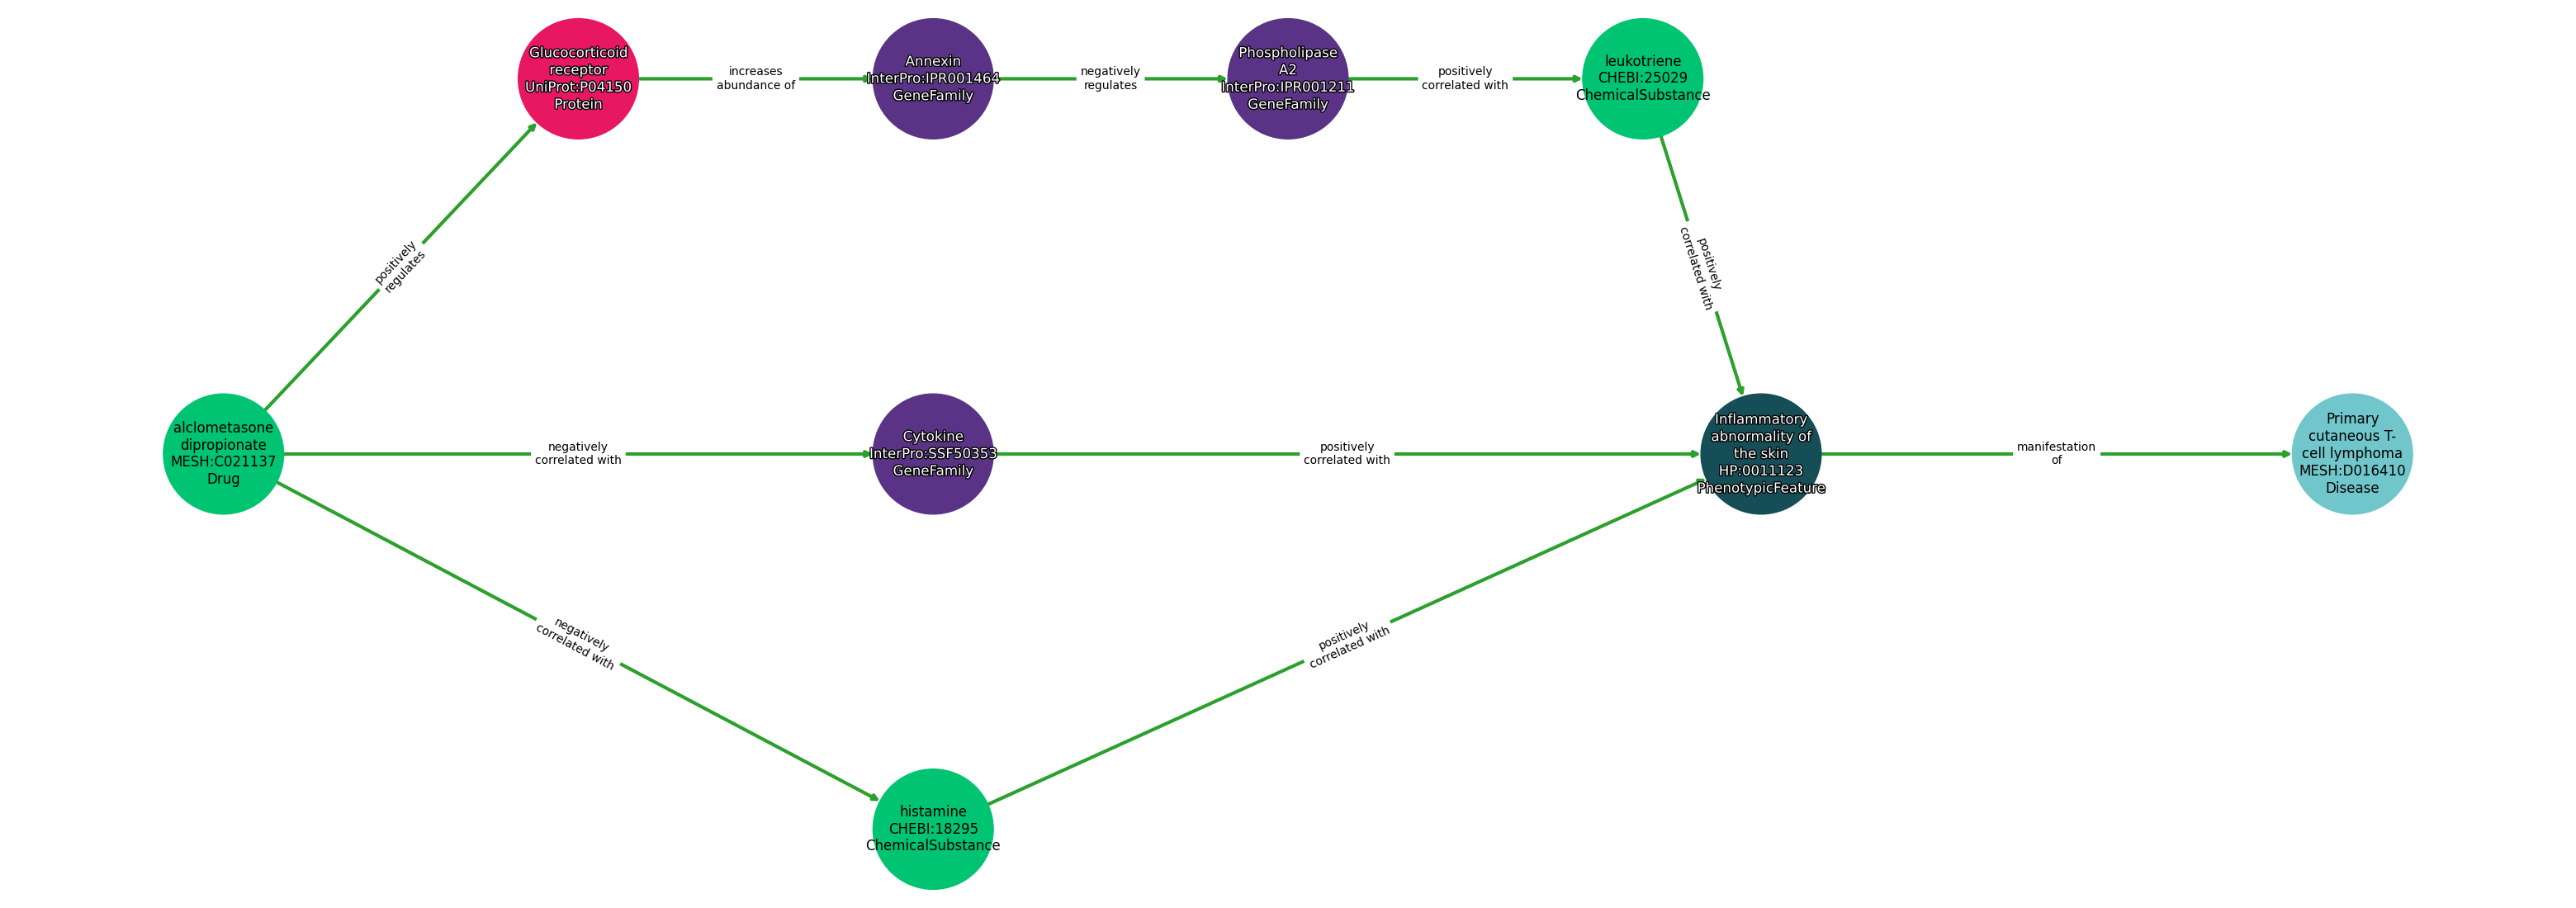 Glucocorticoid
receptor
UniProt:P04150
Protein
increases
abundance of
Annexin
InterPro:IPR001464
GeneFamily
negatively
regulates
Phospholipase
A2
InterPro:IPR001211
GeneFamily
positively
correlated with
leukotriene
CHEBI:25029
ChemicalSubstance
positively
regulates
positively
correlated with
alclometasone
dipropionate
MESH:C021137
Drug
negatively
correlated with
Cytokine
InterPro:SSF50353
GeneFamily
positively
correlated with
Inflammatory
abnormality of
the skin
HP:0011123
PhenotypicFeature
manifestation
of
Primary
cutaneous T-
cell lymphoma
MESH:D016410
Disease
negatively
correlated with
positively
correlated with
histamine
CHEBI:18295
ChemicalSubstance